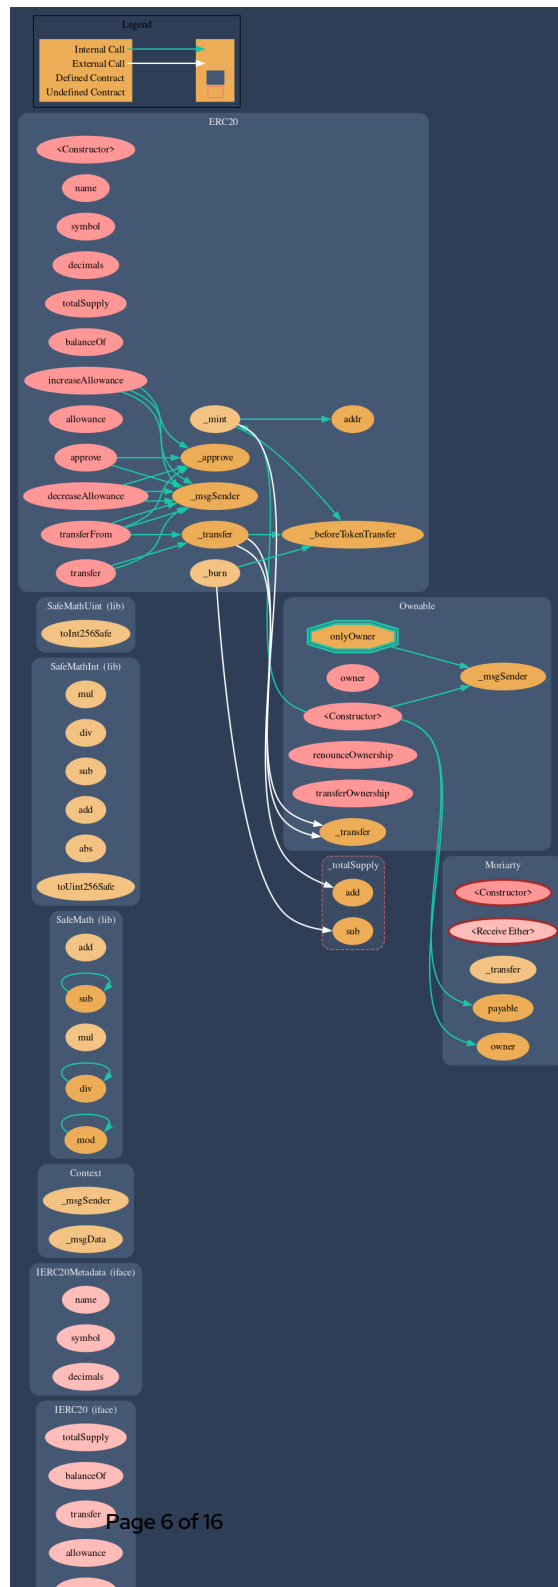 Legend
Internal Call
External Call
Defined Contract
Undefined Contract
ERC20
<Constructor>
name
symbol
decimals
totalSupply
balanceOf
increaseAllowance
allowance
_mint
addr
approve
_approve
decreaseAllowance
_msgSender
transferFrom
_transfer
_beforeTokenTransfer
transfer
_burn
SafeMathUint (lib)
toInt256Safe
SafeMathInt (lib)
mul
div
sub
add
abs
toUint256Safe
Ownable
onlyOwner
_msgSender
owner
<Constructor>
renounceOwnership
transferOwnership
_transfer
_totalSupply
add
sub
Moriarty
<Constructor>
<Receive Ether>
_transfer
payable
owner
SafeMath (lib)
add
sub
mul
div
mod
Context
_msgSender
_msgData
IERC20Metadata (iface)
name
symbol
decimals
IERC20 (iface)
totalSupply
balanceOf
transfer
Page 6 of 16
allowance